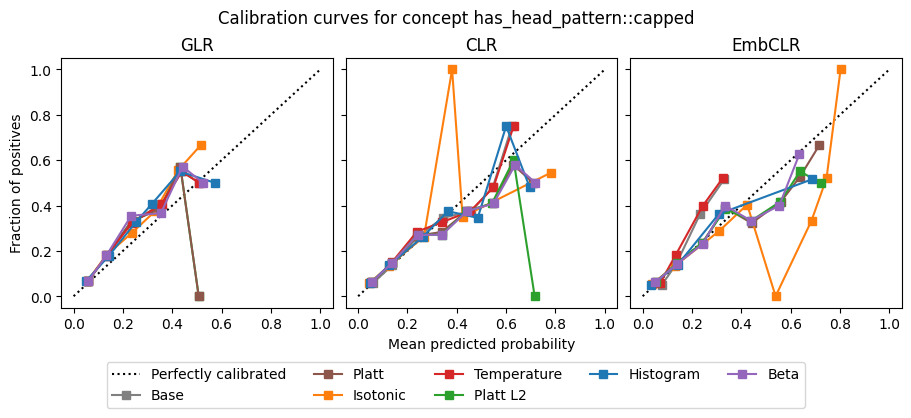 Calibration curves for concept has_head_pattern::capped
GLR
CLR
EmbCLR
Fraction of positives
1.0
0.8
0.6
0.4
0.2
0.0
0.0 0.2 0.4 0.6 0.8 1.0
0.0 0.2 0.4 0.6 0.8 1.0
0.0 0.2 0.4 0.6 0.8 1.0
Mean predicted probability
Perfectly calibrated Platt Temperature Histogram Beta
Base Isotonic Platt L2